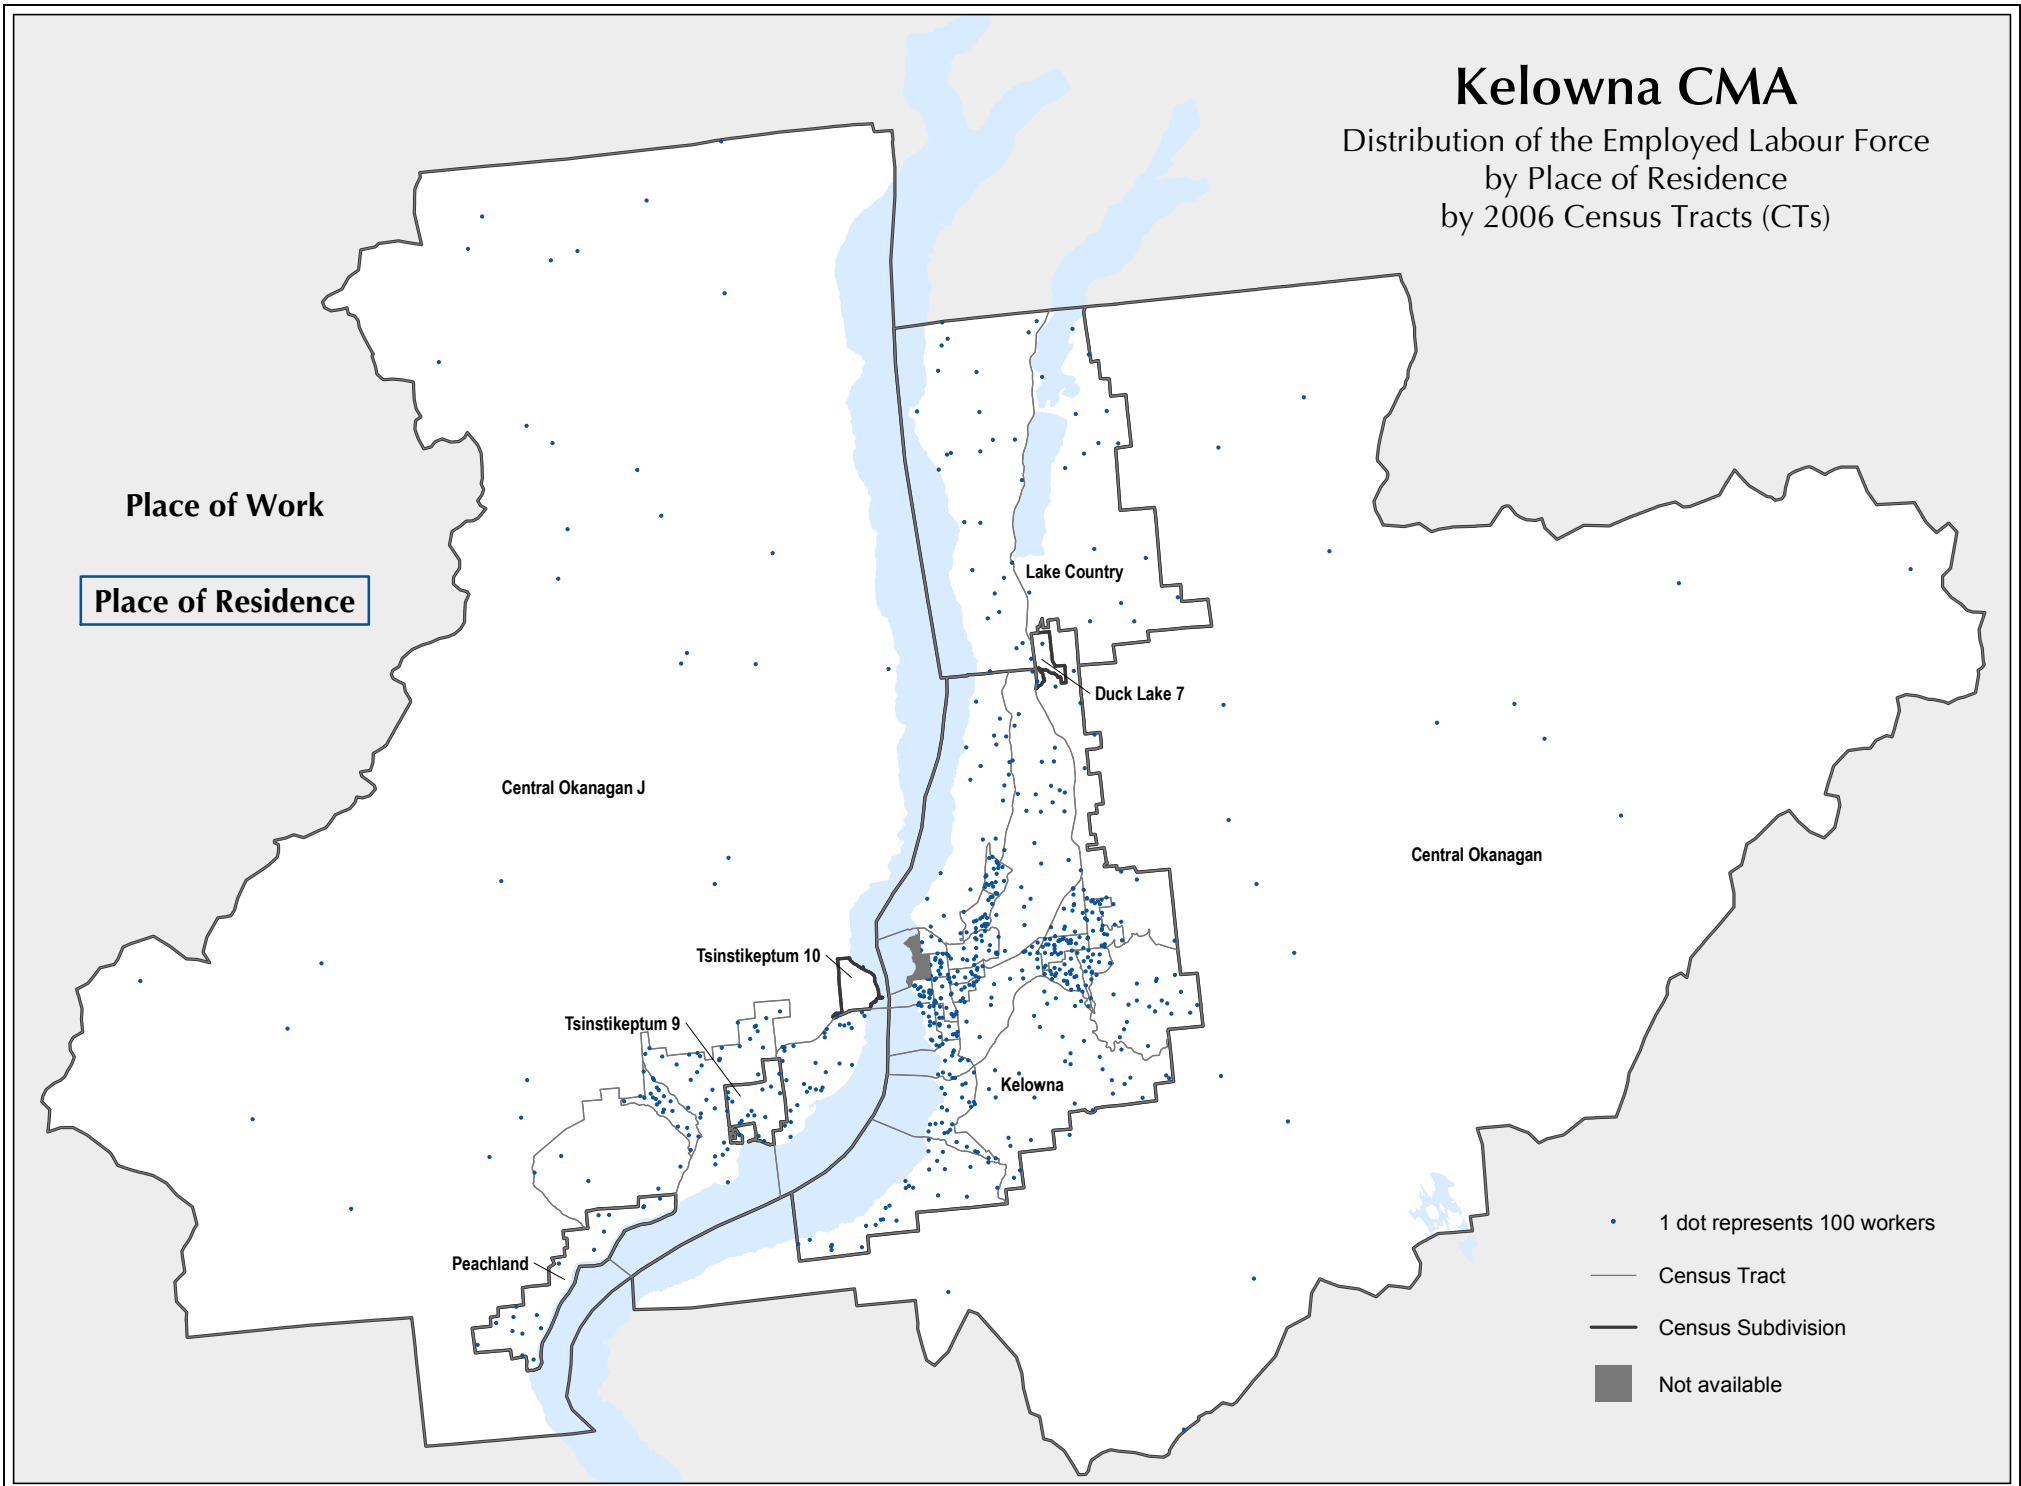 Kelowna CMA
Distribution of the Employed Labour Force
by Place of Residence
by 2006 Census Tracts (CTs)
Place of Work
Place of Residence
Lake Country
Duck Lake 7
Central Okanagan J
Central Okanagan
Tsinstikeptum 10
Tsinstikeptum 9
Kelowna
Peachland
1 dot represents 100 workers
Census Tract
Census Subdivision
Not available